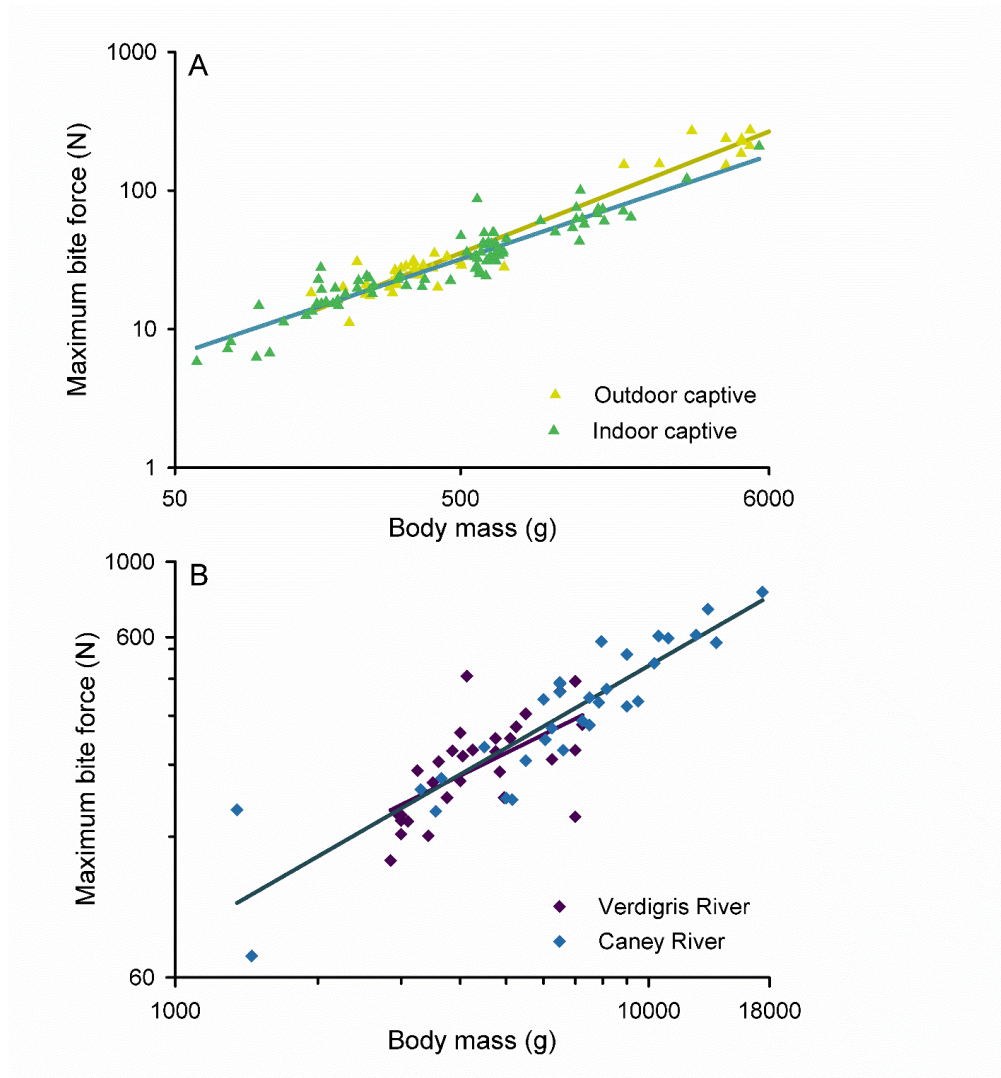 A
1000
100
10
1
Maximum bite force (N)
Outdoor captive
Indoor captive
50
500
6000
Body mass (g)
B
1000
600
60
Maximum bite force (N)
Verdigris River
Caney River
1000
10000
18000
Body mass (g)